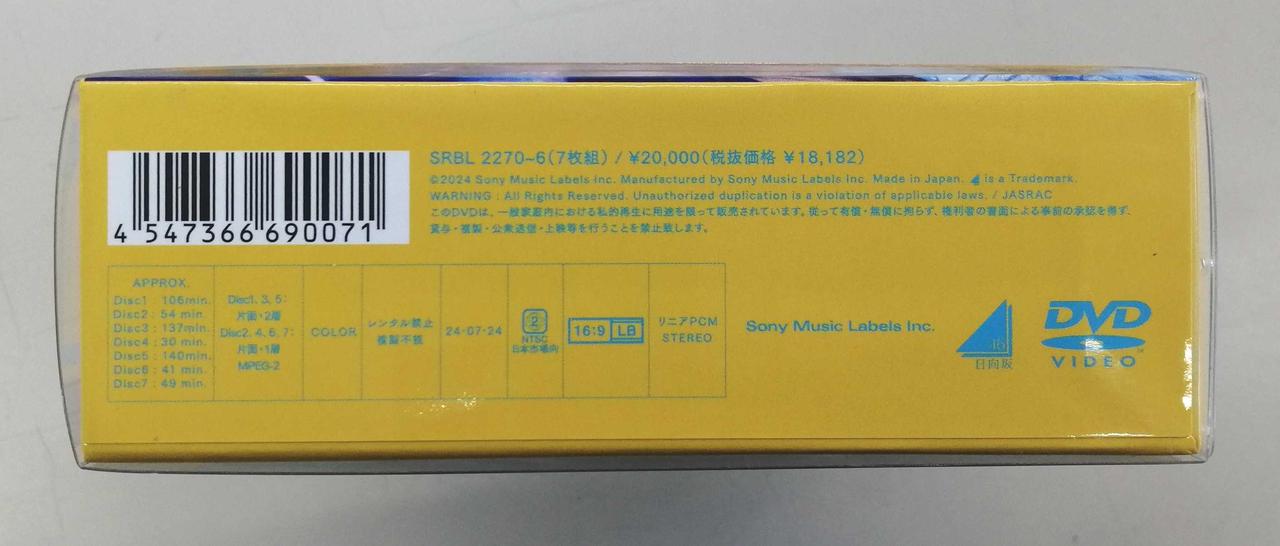 4 547366 690071
SRBL 2270~6(7枚組) / ¥20,000(税抜価格 ¥18,182)
©2024 Sony Music Labels Inc. Manufactured by Sony Music Labels Inc. Made in Japan. is a Trademark.
WARNING : All Rights Reserved. Unauthorized duplication is a violation of applicable laws. / JASRAC
このDVDは、一般家庭内における私的再生に用途を限って販売されています。従って有償・無償に拘らず、権利者の書面による事前の承諾を得ず、
賃与・複製・公衆送信・上映等を行うことを禁止致します。
APPROX.
Disc1 : 106min.
Disc2 : 54 min.
Disc3 : 137min.
Disc4 : 30 min.
Disc5 : 140min.
Disc6 : 41 min.
Disc7 : 49 min.
Disc1, 3, 5:
片面・2層
Disc2, 4, 6, 7:
片面・1層
MPEG-2
COLOR
レンタル禁止
複製不能
24・07・24
2
NTSC
日本市場向
16:9 LB
リニアPCM
STEREO
Sony Music Labels Inc.
46
日向坂
DVD
VIDEO